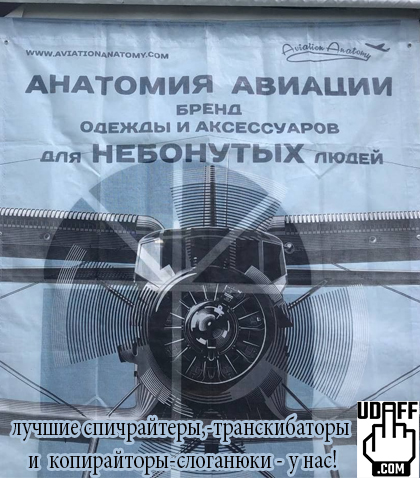 WWW.AVIATIONANATOMY.COM
Aviation Anatomy
АНАТОМИЯ АВИАЦИИ
БРЕНД
ОДЕЖДЫ И АКСЕССУАРОВ
ДЛЯ НЕБОНУТЫХ ЛЮДЕЙ
лучшие спичрайтеры,-транскибаторы
и копирайторы-слоганюки - у нас!
UDAFF
.COM